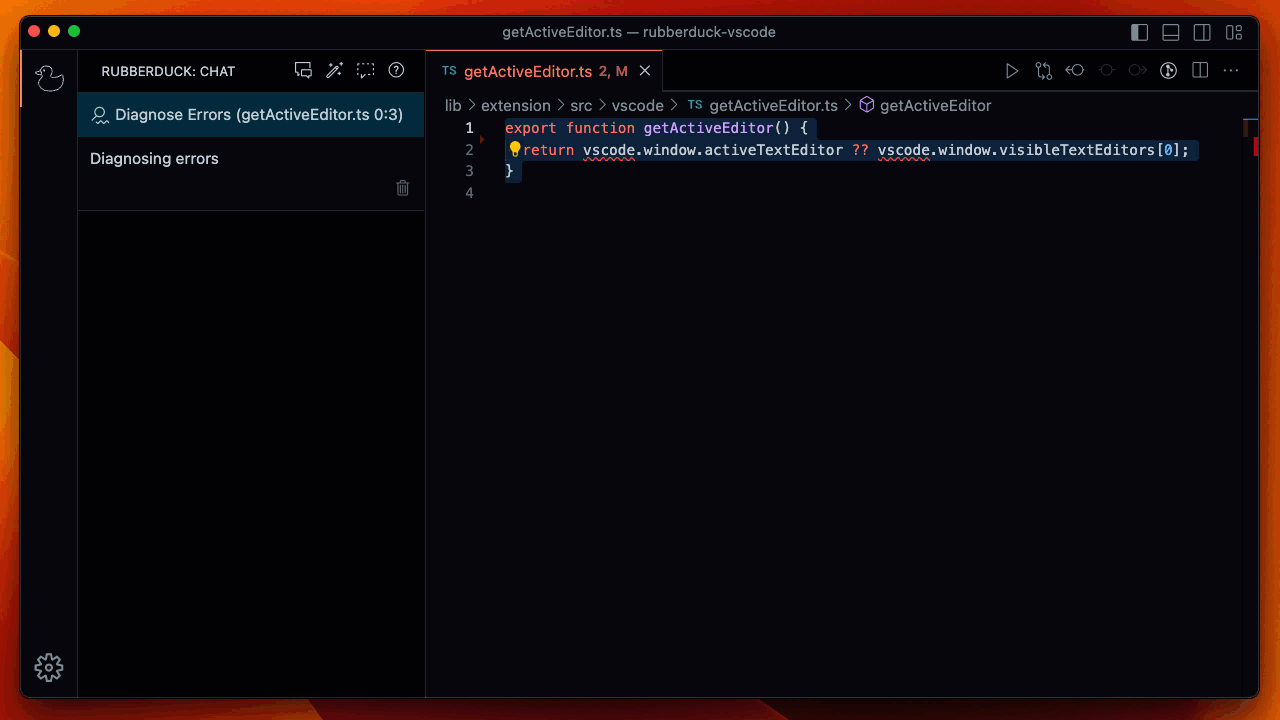 getActiveEditor.ts — rubberduck-vscode
RUBBERDUCK: CHAT
Diagnose Errors (getActiveEditor.ts 0:3)
Diagnosing errors
TS getActiveEditor.ts 2, M
lib > extension > src > vscode > TS getActiveEditor.ts > getActiveEditor
1 export function getActiveEditor() {
2 return vscode.window.activeTextEditor ?? vscode.window.visibleTextEditors[0];
3 }
4